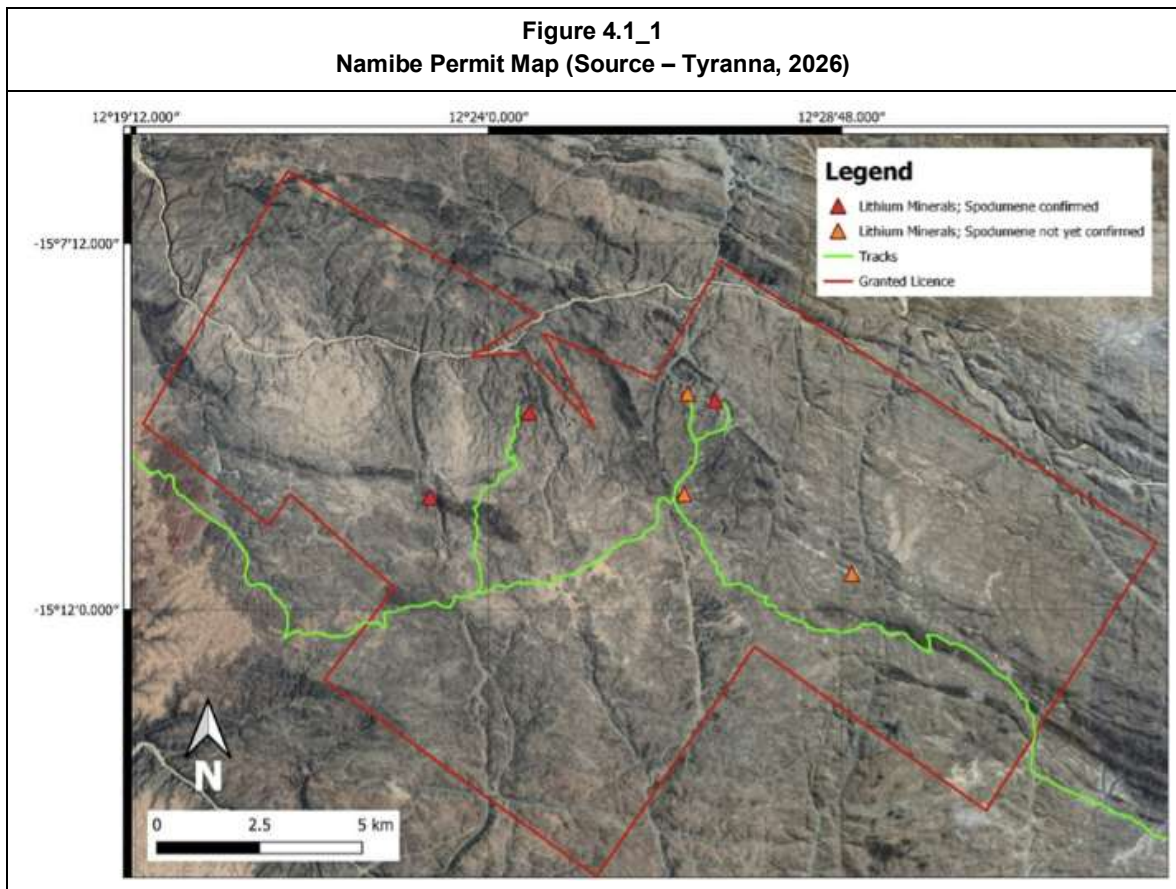 Figure 4.1_1
Namibe Permit Map (Source – Tyranna, 2026)
12°19'12.000" 12°24'0.000" 12°28'48.000"
Legend
Lithium Minerals; Spodumene confirmed
Lithium Minerals; Spodumene not yet confirmed
Tracks
Granted Licence
-15°7'12.000"
-15°12'0.000"
N
0 2.5 5 km